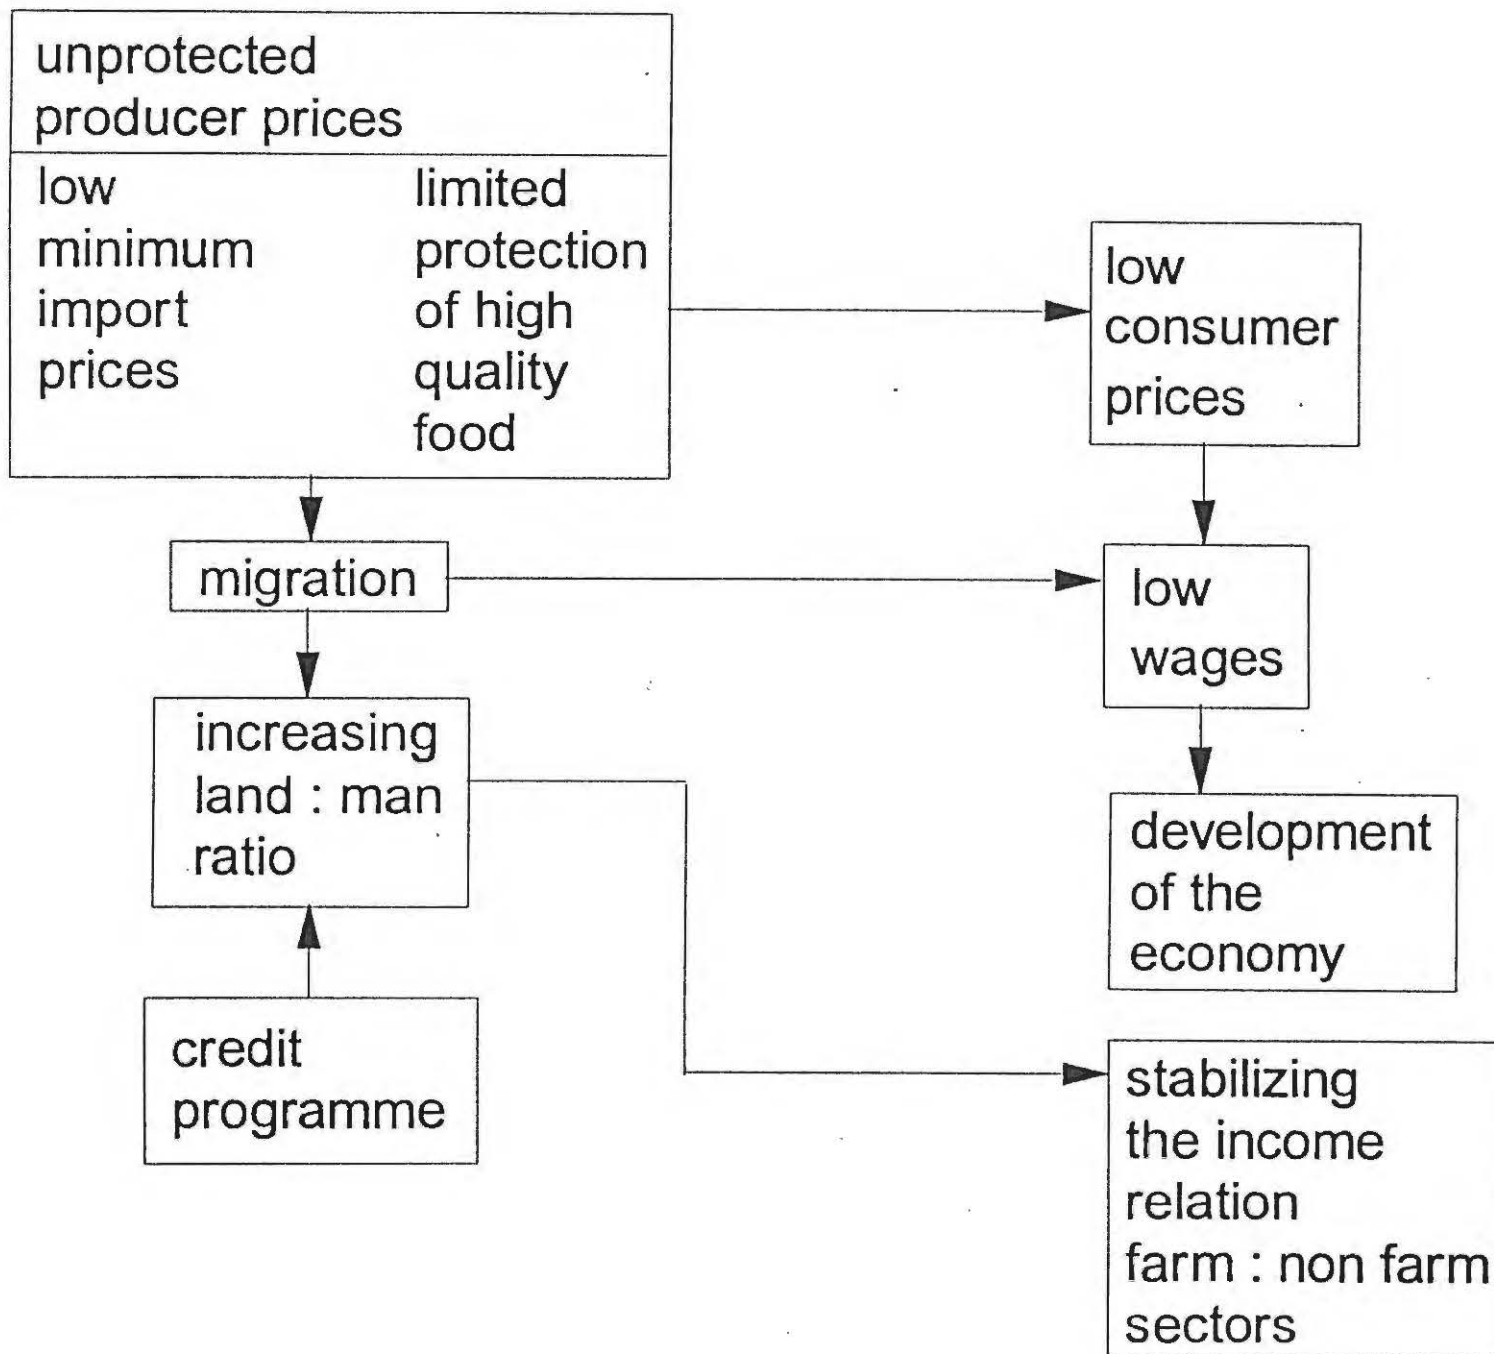 unprotected
producer prices
low
minimum
import
prices
limited
protection
of high
quality
food
low
consumer
prices
migration
low
wages
increasing
land : man
ratio
development
of the
economy
credit
programme
stabilizing
the income
relation
farm : non farm
sectors